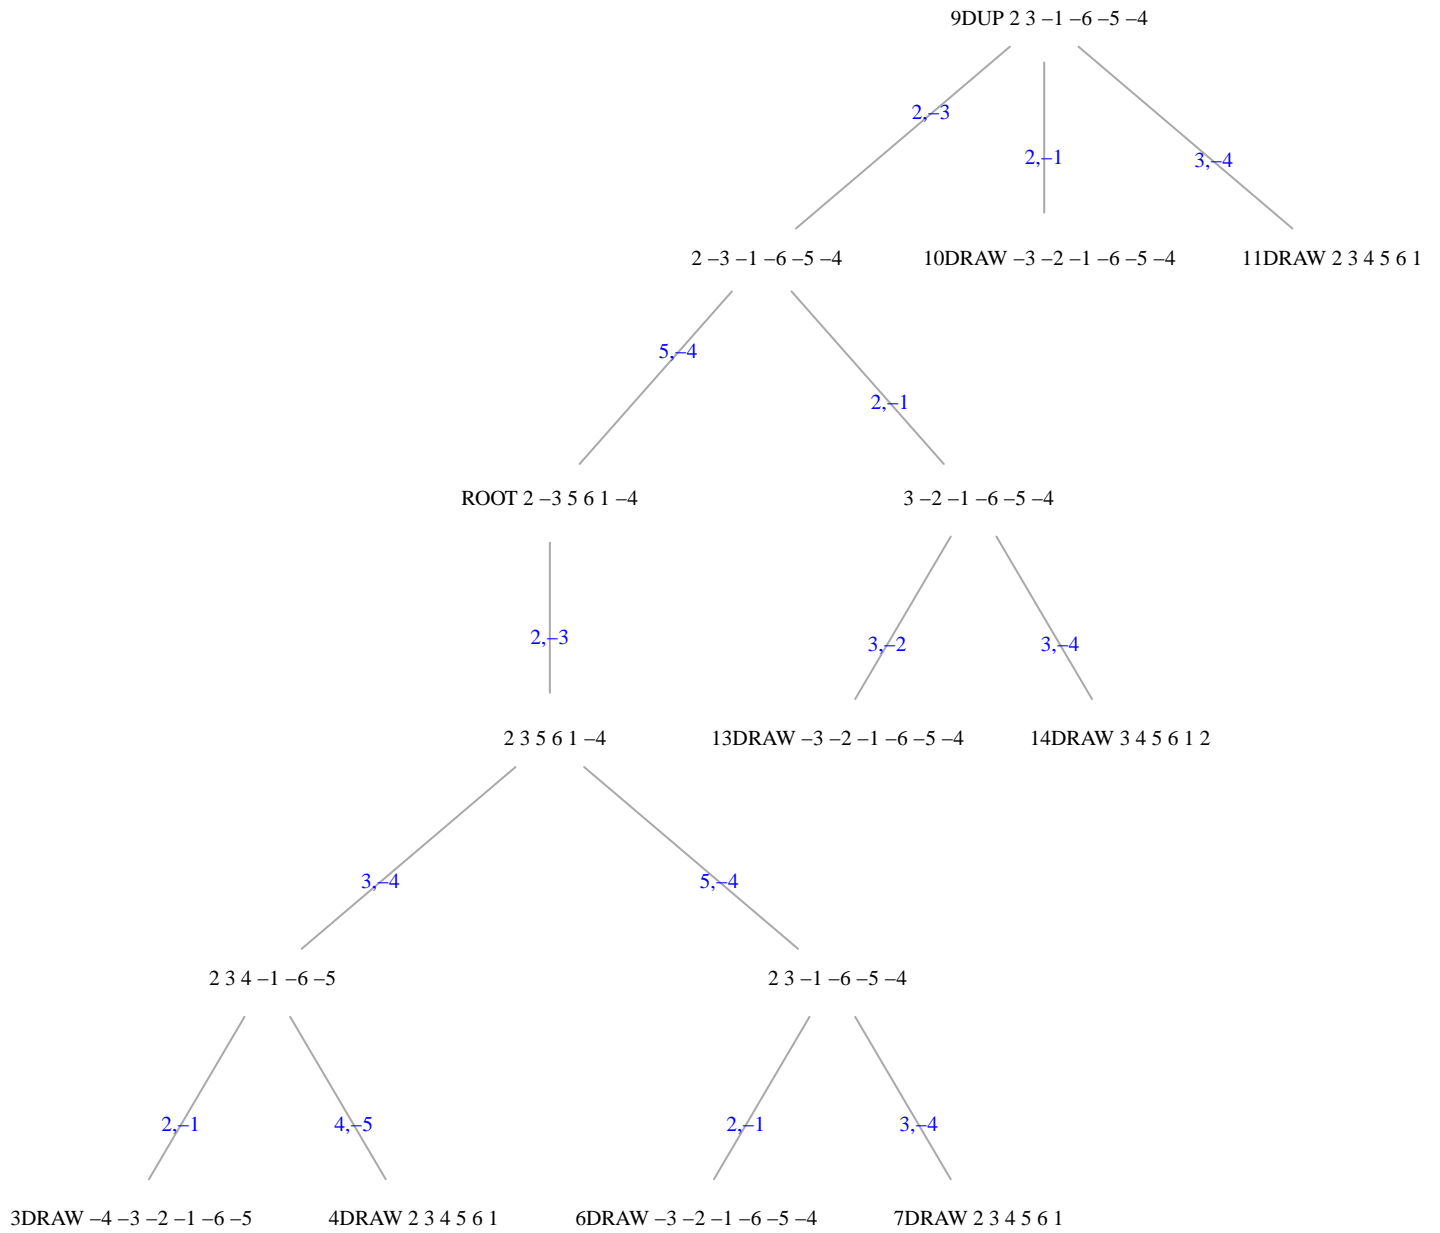 9DUP 2 3 –1 –6 –5 –4
2,–3
2,–1
3,–4
2 –3 –1 –6 –5 –4
10DRAW –3 –2 –1 –6 –5 –4
11DRAW 2 3 4 5 6 1
5,–4
2,–1
ROOT 2 –3 5 6 1 –4
3 –2 –1 –6 –5 –4
2,–3
3,–2
3,–4
2 3 5 6 1 –4
13DRAW –3 –2 –1 –6 –5 –4
14DRAW 3 4 5 6 1 2
3,–4
5,–4
2 3 4 –1 –6 –5
2 3 –1 –6 –5 –4
2,–1
4,–5
2,–1
3,–4
3DRAW –4 –3 –2 –1 –6 –5
4DRAW 2 3 4 5 6 1
6DRAW –3 –2 –1 –6 –5 –4
7DRAW 2 3 4 5 6 1